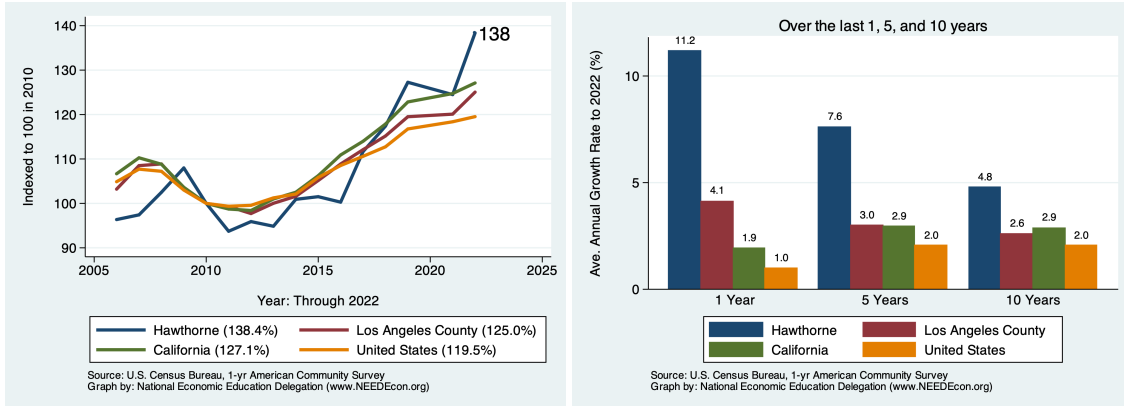 140
130
120
110
100
90
Indexed to 100 in 2010
138
2005 2010 2015 2020 2025
Year: Through 2022
Hawthorne (138.4%) Los Angeles County (125.0%)
California (127.1%) United States (119.5%)
Source: U.S. Census Bureau, 1-yr American Community Survey
Graph by: National Economic Education Delegation (www.NEEDEcon.org)
Over the last 1, 5, and 10 years
Ave. Annual Growth Rate to 2022 (%)
10
5
0
11.2 4.1 1.9 1.0
7.6 3.0 2.9 2.0
4.8 2.6 2.9 2.0
1 Year 5 Years 10 Years
Hawthorne Los Angeles County
California United States
Source: U.S. Census Bureau, 1-yr American Community Survey
Graph by: National Economic Education Delegation (www.NEEDEcon.org)